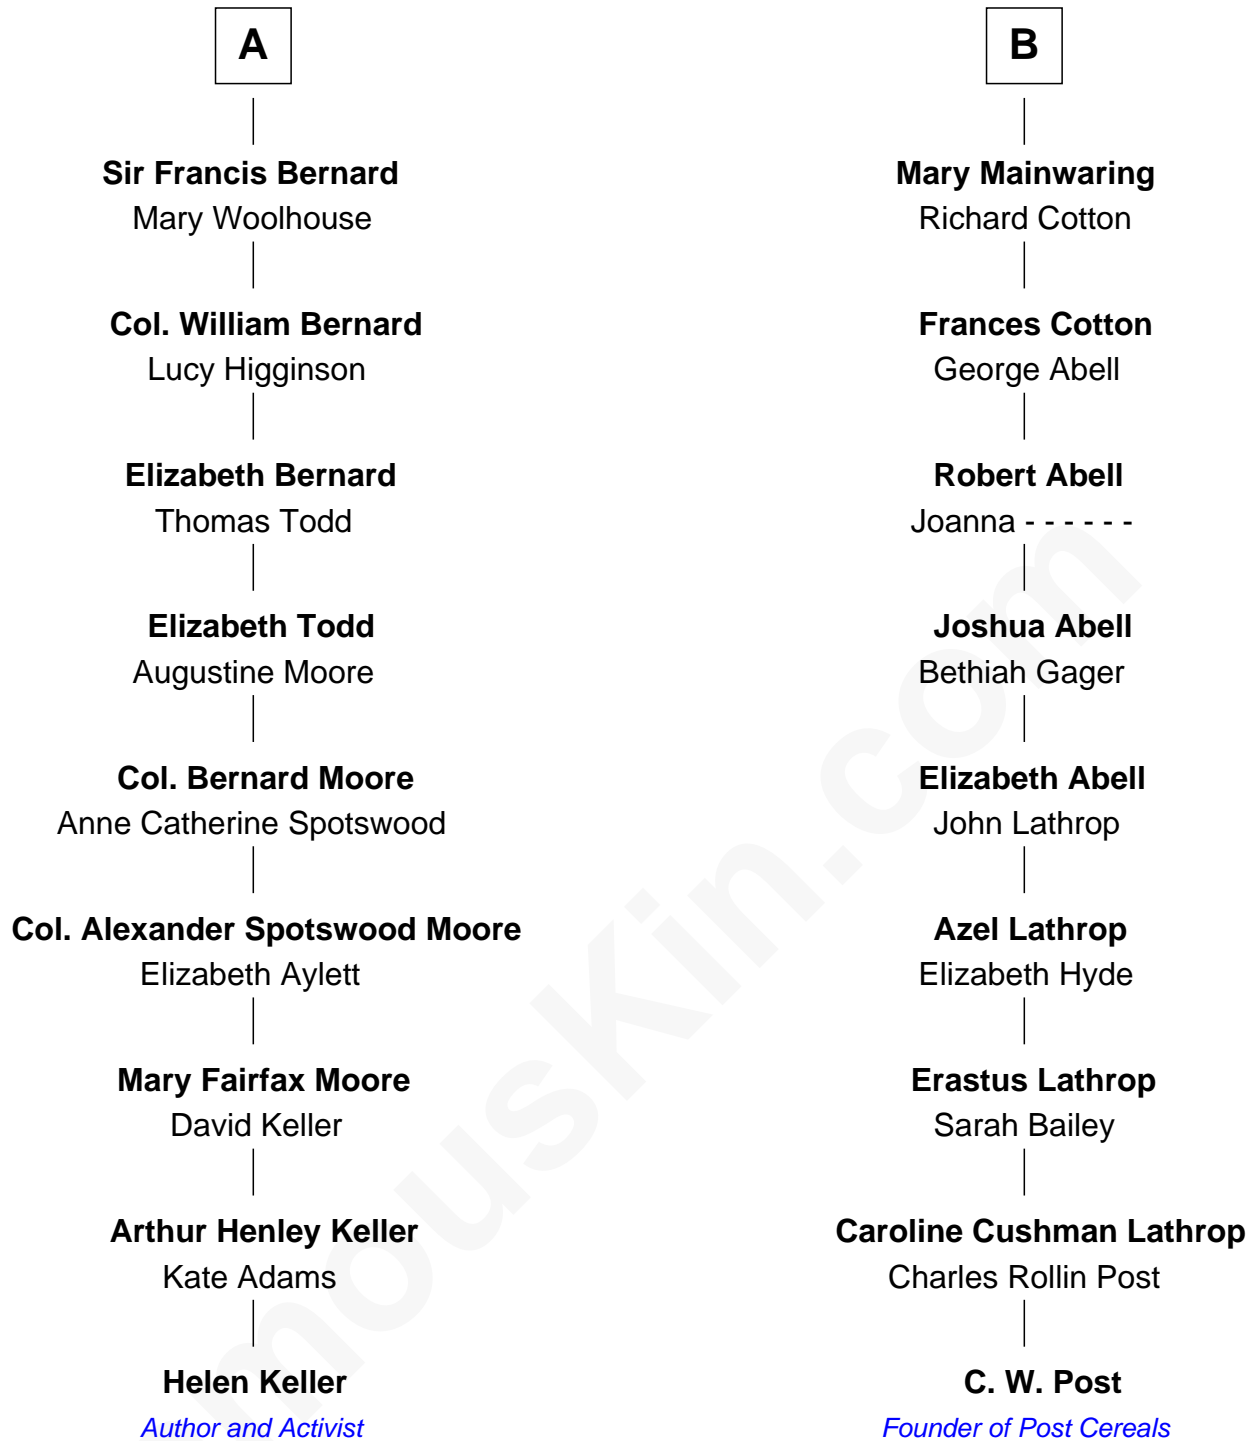 A
Sir Francis Bernard
Mary Woolhouse
Col. William Bernard
Lucy Higginson
Elizabeth Bernard
Thomas Todd
Elizabeth Todd
Augustine Moore
Col. Bernard Moore
Anne Catherine Spotswood
Col. Alexander Spotswood Moore
Elizabeth Aylett
Mary Fairfax Moore
David Keller
Arthur Henley Keller
Kate Adams
Helen Keller
Author and Activist
B
Mary Mainwaring
Richard Cotton
Frances Cotton
George Abell
Robert Abell
Joanna - - - - - -
Joshua Abell
Bethiah Gager
Elizabeth Abell
John Lathrop
Azel Lathrop
Elizabeth Hyde
Erastus Lathrop
Sarah Bailey
Caroline Cushman Lathrop
Charles Rollin Post
C. W. Post
Founder of Post Cereals
mouskin.com